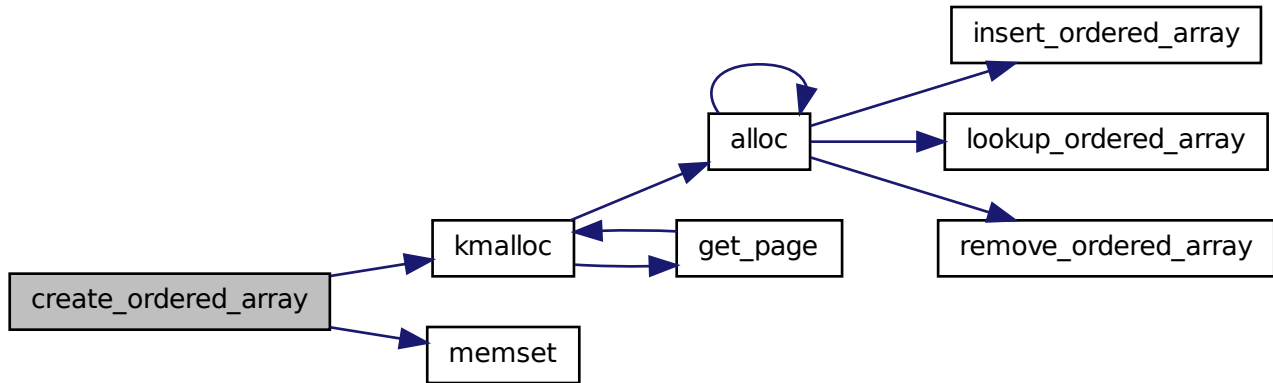 insert_ordered_array
alloc
lookup_ordered_array
kmalloc
get_page
remove_ordered_array
create_ordered_array
memset